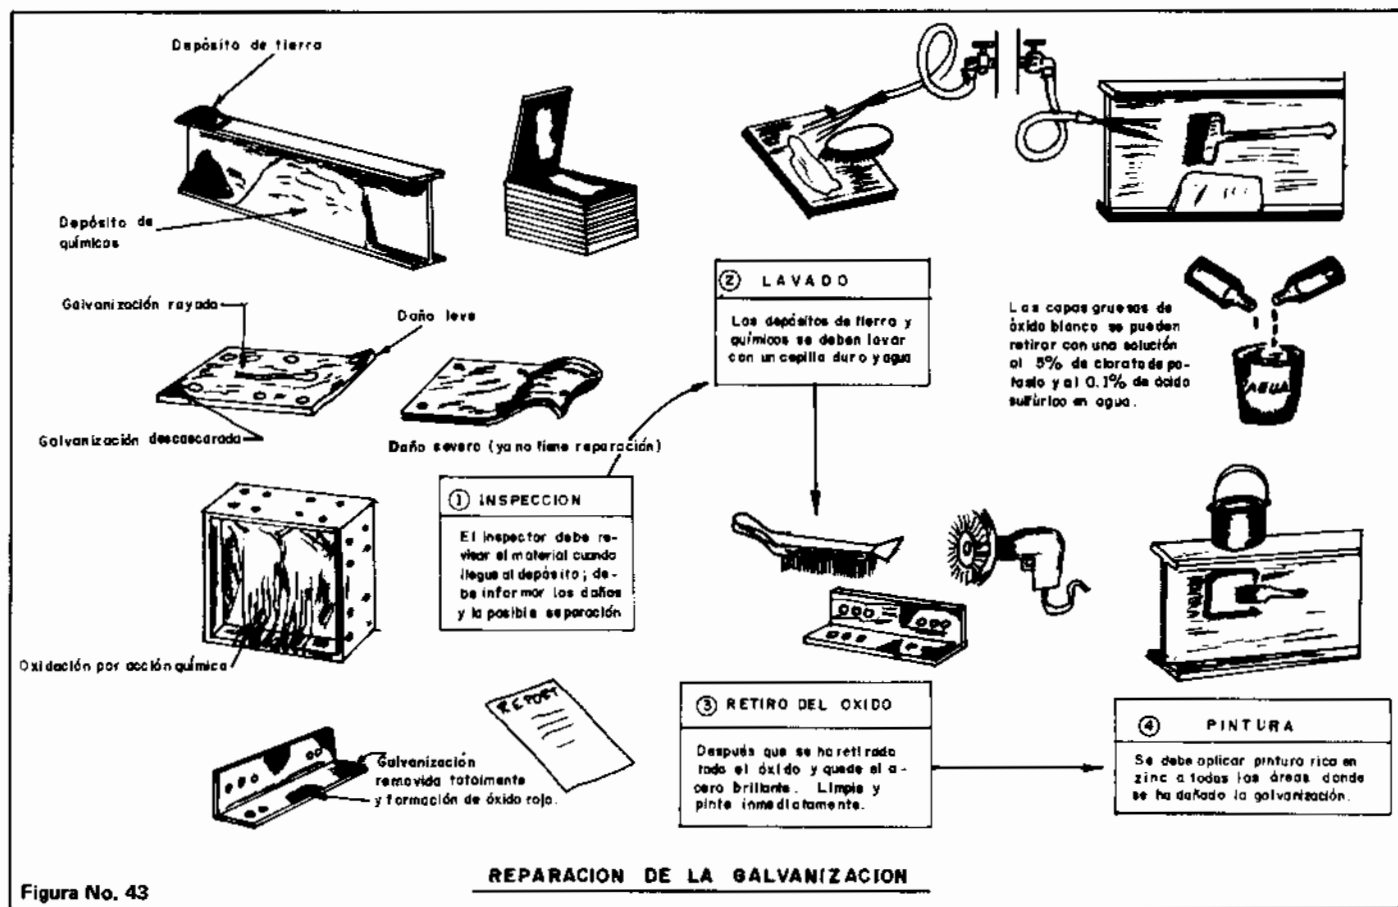 Depósito de tierra
Depósito de
químicos
Galvanización rayada
Daño leve
Galvanización descascarada
Daño severo (ya no tiene reparación)
① INSPECCION
El inspector debe re-
visar el material cuando
llegue al depósito; de-
be informar los daños
y la posible separación
Oxidación por acción química
REPORT
Galvanización
removida totalmente
y formación de óxido rojo.
② LAVADO
Los depósitos de tierra y
químicos se deben lavar
con un cepillo duro y agua
Las capas gruesas de
óxido blanco se pueden
retirar con una solución
al 5% de clorato de po-
tasio y al 0.1% de ácido
sulfúrico en agua.
AGUA
③ RETIRO DEL OXIDO
Después que se ha retirado
todo el óxido y quede el a-
cero brillante. Limpie y
pinte inmediatamente.
④ PINTURA
Se debe aplicar pintura rica en
zinc a todas las áreas donde
se ha dañado la galvanización.
REPARACION DE LA GALVANIZACION
Figura No. 43